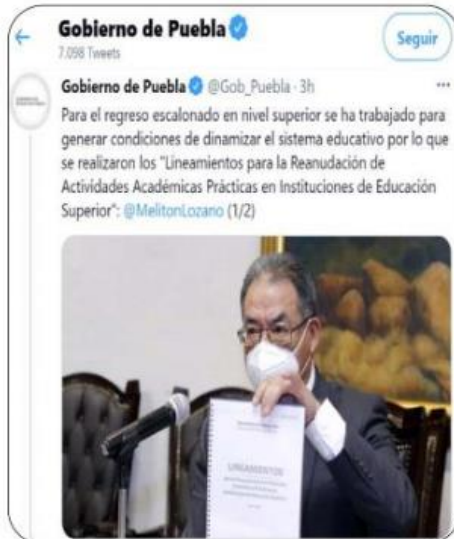 Gobierno de Puebla
7.098 Tweets
Seguir
Gobierno de Puebla @Gob_Puebla · 3h
Para el regreso escalonado en nivel superior se ha trabajado para
generar condiciones de dinamizar el sistema educativo por lo que
se realizaron los "Lineamientos para la Reanudación de
Actividades Académicas Prácticas en Instituciones de Educación
Superior": @MelitonLozano (1/2)
LINEAMIENTOS